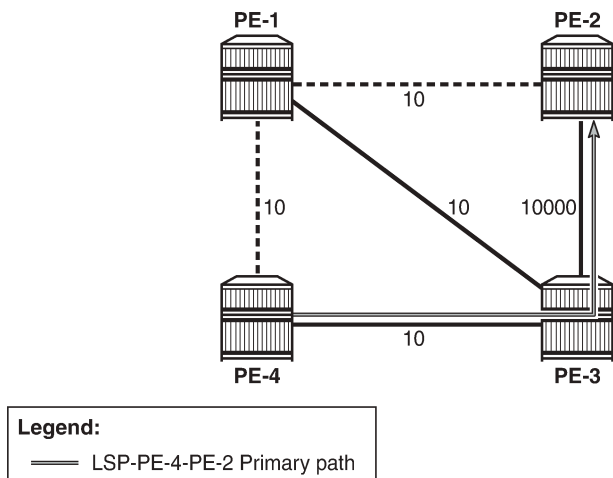 PE-1
PE-2
10
10
10
10000
10
PE-4
PE-3
Legend:
LSP-PE-4-PE-2 Primary path